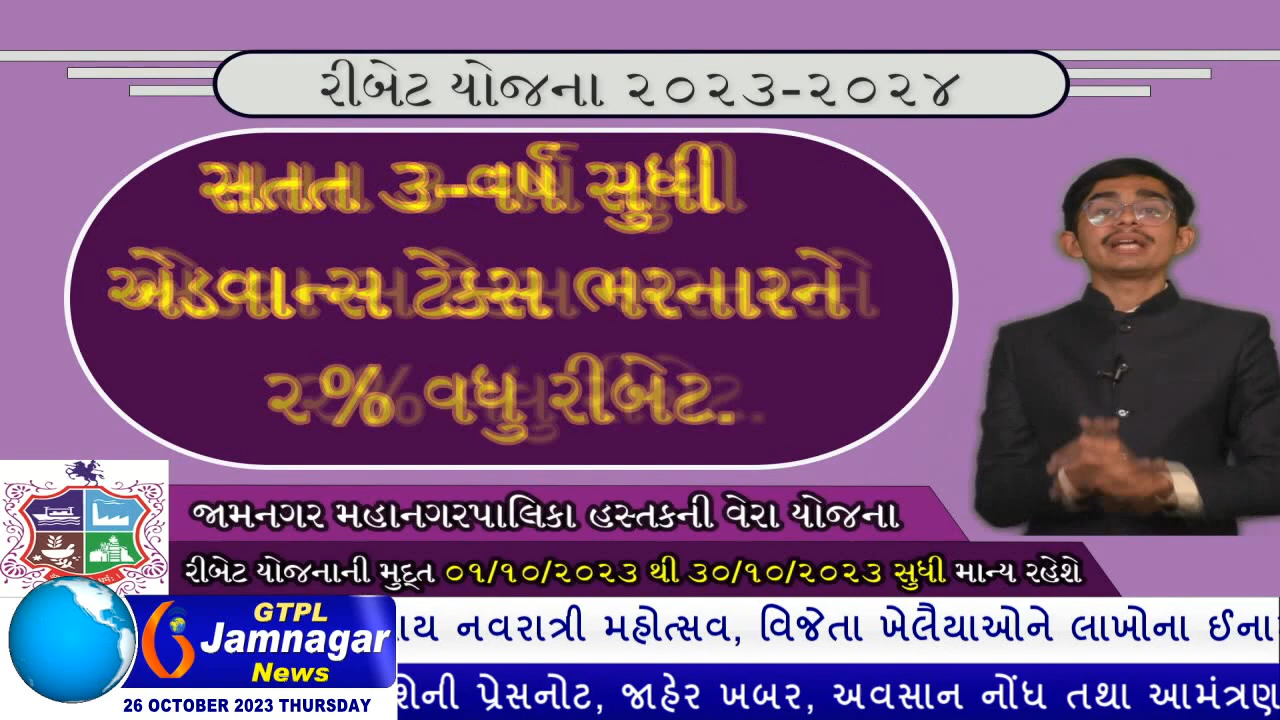 રીબેટ યોજના ૨૦૨૩-૨૦૨૪
સતત ૩-વર્ષ સુધી
એડવાન્સ ટેક્સ ભરનારને
૨% વધુ રીબેટ.
જામનગર મહાનગરપાલિકા હસ્તકની વેરા યોજના
રીબેટ યોજનાની મુદ્ત ૦૧/૧૦/૨૦૨૩ થી ૩૦/૧૦/૨૦૨૩ સુધી માન્ય રહેશે
GTPL
Jamnagar
News
નવરાત્રી મહોત્સવ, વિજેતા ખેલૈયાઓને લાખોના
પ્રેસનોટ, જાહેર ખબર, અવસાન નોંધ તથા આમંત્રણ
26 OCTOBER 2023 THURSDAY